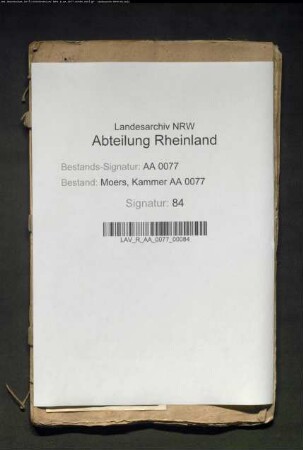 Landesarchiv NRW
Abteilung Rheinland
Bestands-Signatur: AA 0077
Bestand: Moers, Kammer AA 0077
Signatur: 84
LAV_R_AA_0077_00084